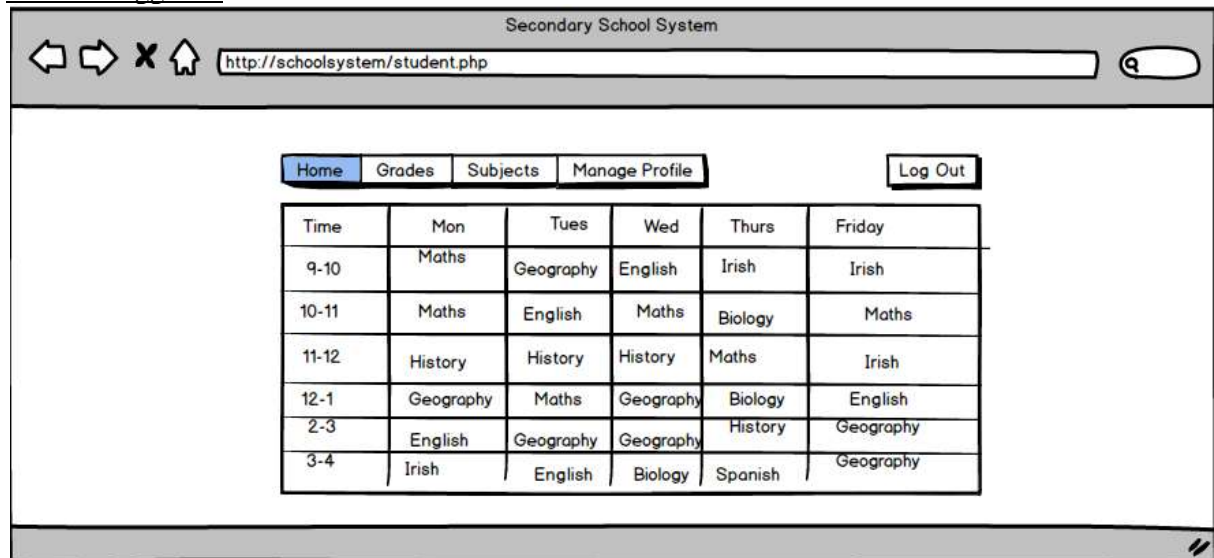 Secondary School System
http://schoolsystem/student.php
Home Grades Subjects Manage Profile Log Out
Time Mon Tues Wed Thurs Friday
9-10 Maths Geography English Irish Irish
10-11 Maths English Maths Biology Maths
11-12 History History History Maths Irish
12-1 Geography Maths Geography Biology English
2-3 English Geography Geography History Geography
3-4 Irish English Biology Spanish Geography